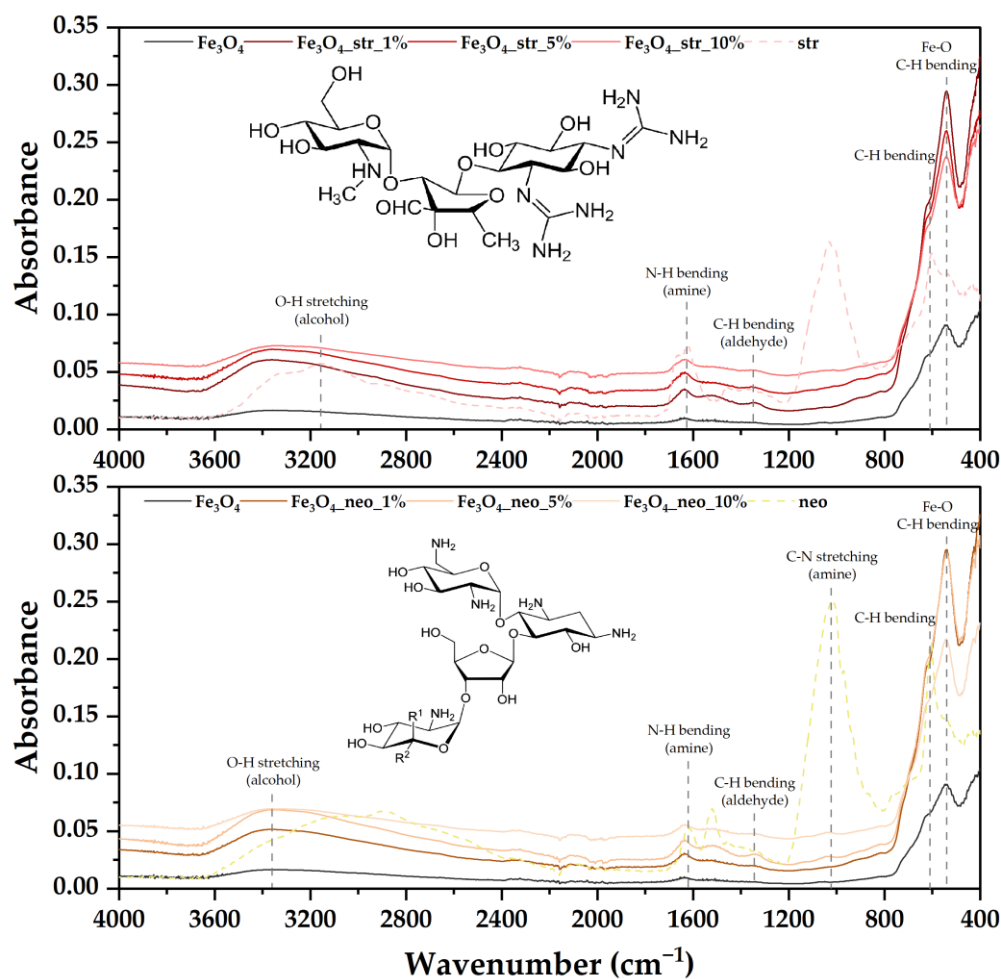 Fe₃O₄ Fe₃O₄_str_1% Fe₃O₄_str_5% Fe₃O₄_str_10% str
Fe-O
C-H bending
C-H bending
N-H bending
(amine)
C-H bending
(aldehyde)
O-H stretching
(alcohol)
OH
HO
HO
O
HN
H₃C
O
O
OHC
OH
CH₃
O
O
HO
OH
OH
N
H₂N
NH₂
N
NH₂
NH₂
Absorbance
0.35
0.30
0.25
0.20
0.15
0.10
0.05
0.00
4000 3600 3200 2800 2400 2000 1600 1200 800 400
Fe₃O₄ Fe₃O₄_neo_1% Fe₃O₄_neo_5% Fe₃O₄_neo_10% neo
Fe-O
C-H bending
C-N stretching
(amine)
C-H bending
N-H bending
(amine)
C-H bending
(aldehyde)
O-H stretching
(alcohol)
NH₂
HO
HO
O
NH₂
O
H₂N
NH₂
O
OH
HO
O
OH
O
HO
HO
NH₂
R¹
R²
O
Absorbance
0.35
0.30
0.25
0.20
0.15
0.10
0.05
0.00
4000 3600 3200 2800 2400 2000 1600 1200 800 400
Wavenumber (cm⁻¹)